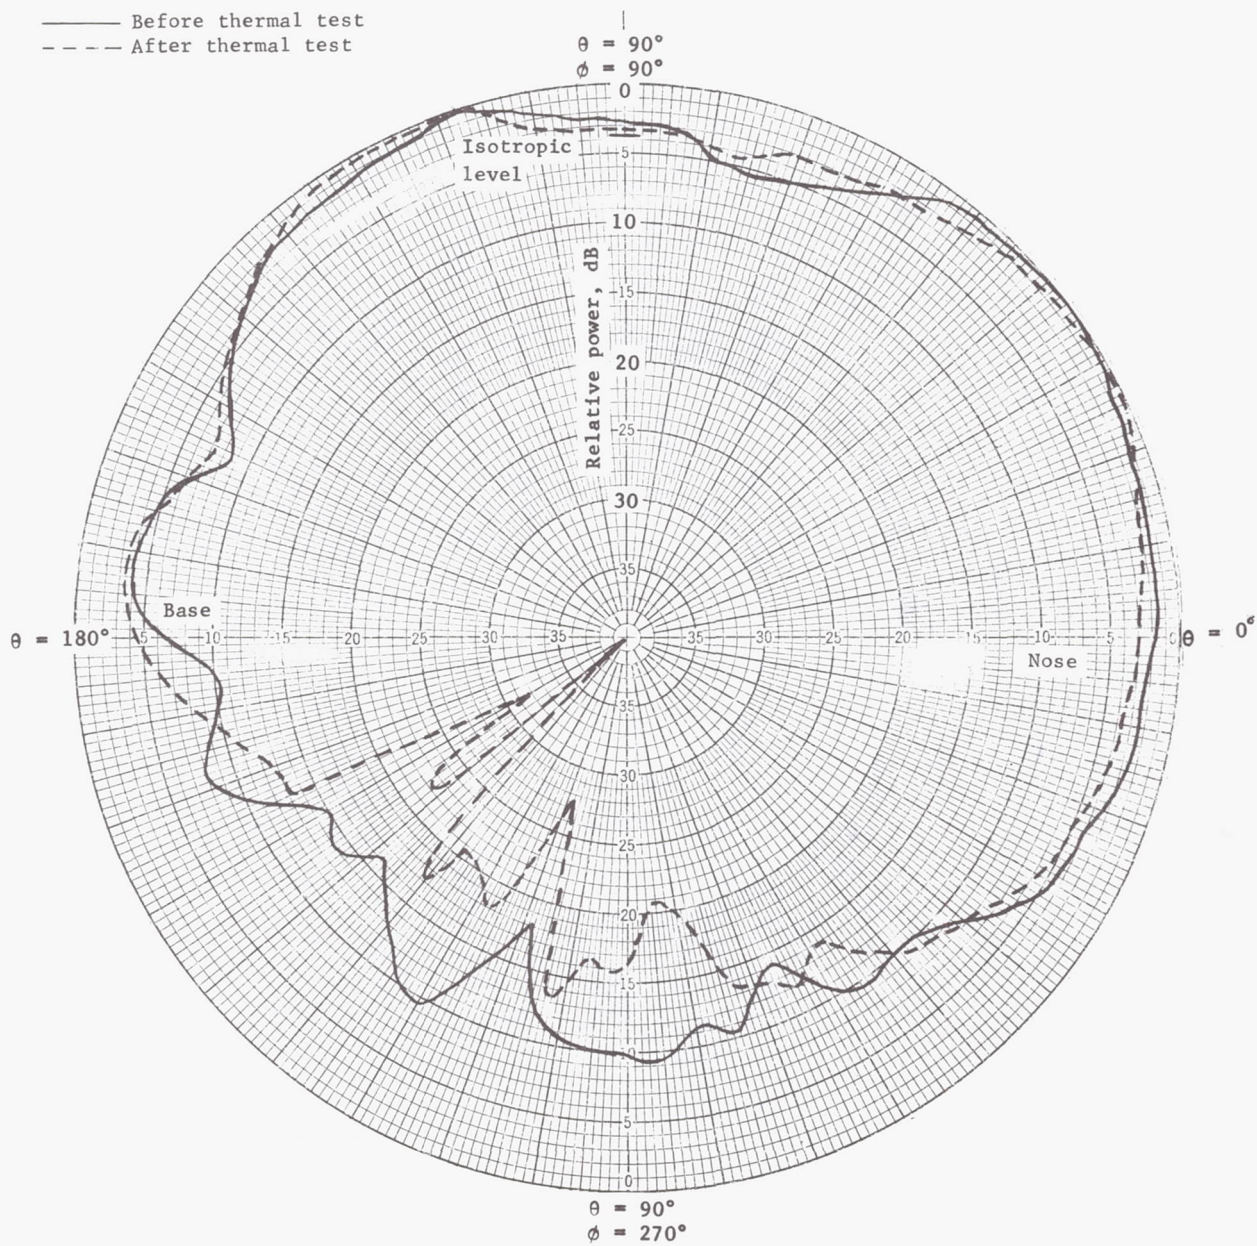 Before thermal test
After thermal test
θ = 90°
φ = 90°
0
Isotropic
level
5
10
Relative power, dB
15
20
25
30
35
Base
θ = 180°
5
10
15
20
25
30
35
35
30
25
20
15
10
5
0
θ = 0°
Nose
35
30
25
20
15
10
5
0
θ = 90°
φ = 270°